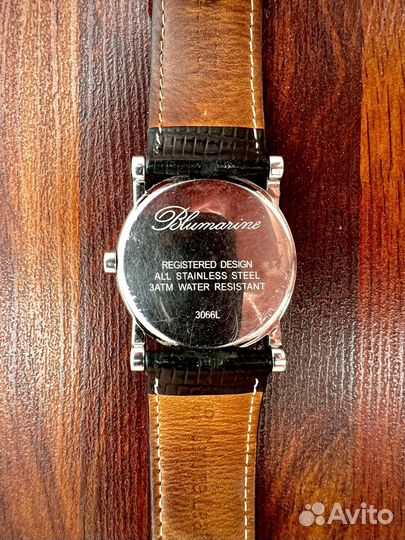 Blumarine
REGISTERED DESIGN
ALL STAINLESS STEEL
3ATM WATER RESISTANT
3066L
Avito